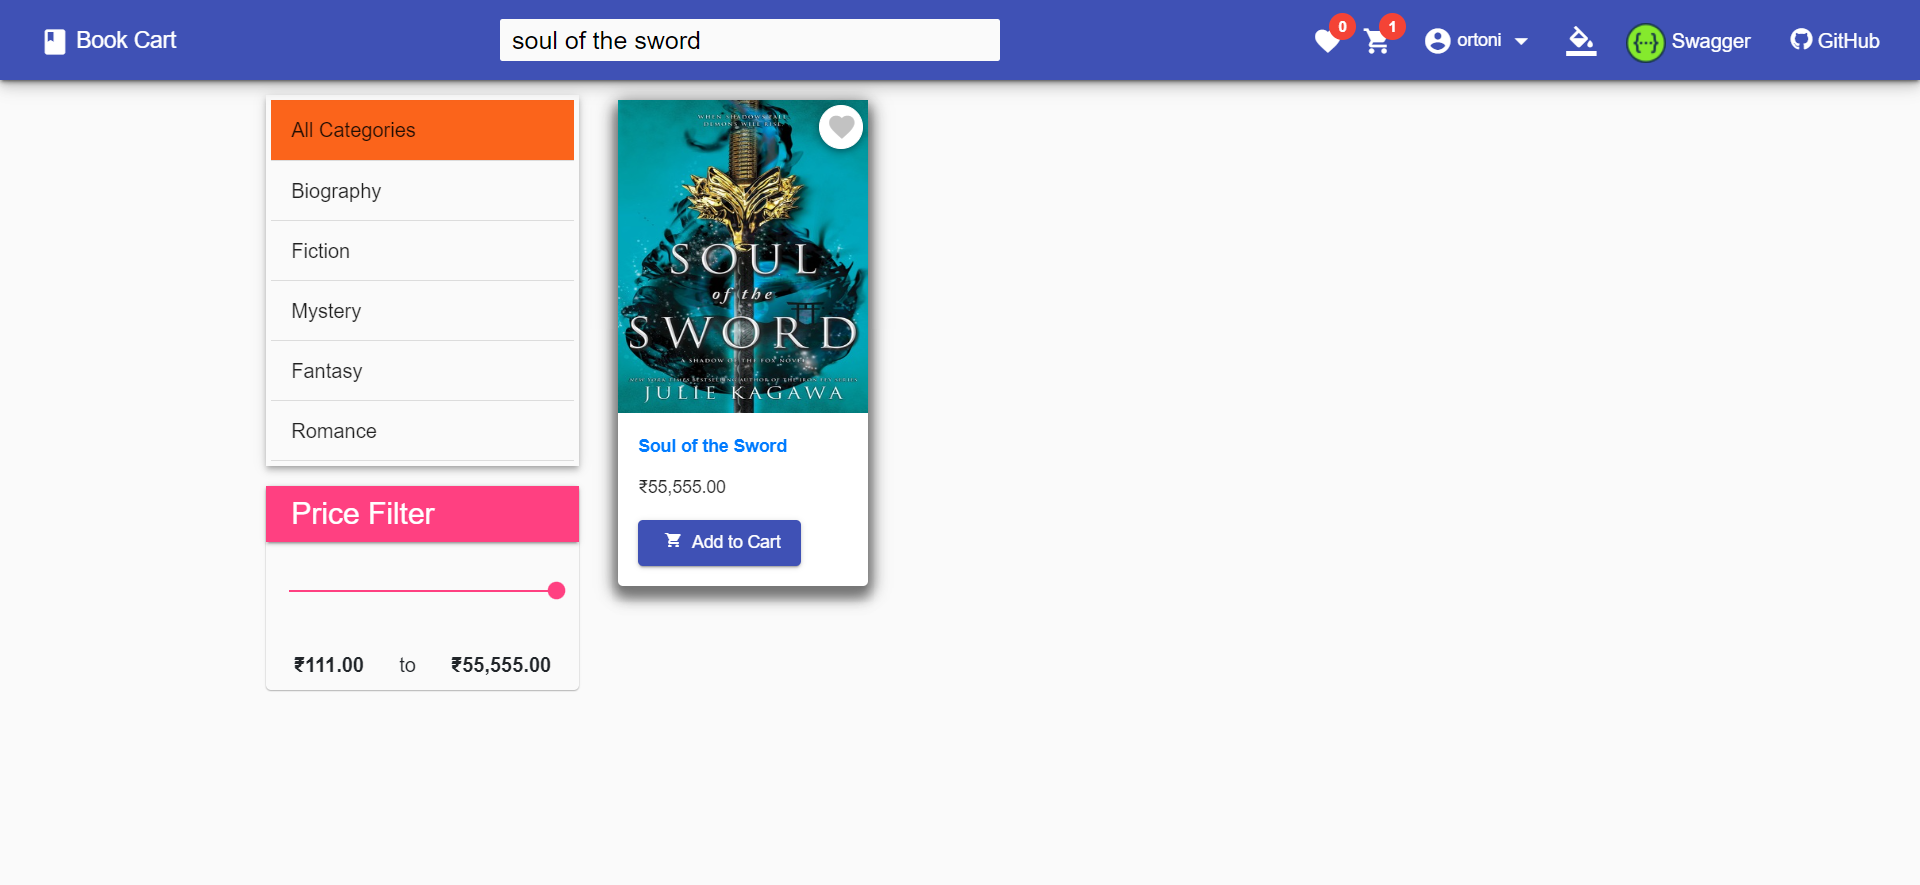 Book Cart
soul of the sword
0
1
ortoni
Swagger
GitHub
All Categories
Biography
Fiction
Mystery
Fantasy
Romance
Price Filter
₹111.00 to ₹55,555.00
WHEN SHADOWS FALL
DEMONS WILL RISE
SOUL
of the
SWORD
A SHADOW OF THE FOX NOVEL
NEW YORK TIMES BESTSELLING AUTHOR OF THE IRON FEY SERIES
JULIE KAGAWA
Soul of the Sword
₹55,555.00
Add to Cart